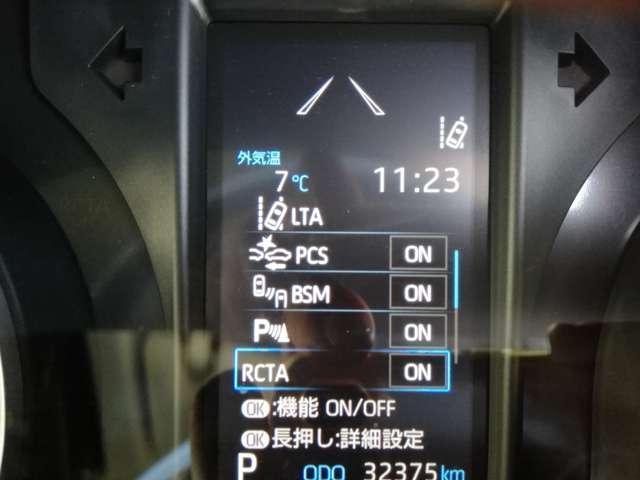 外気温
7℃ 11:23
LTA
PCS ON
BSM ON
P ON
RCTA ON
OK:機能 ON/OFF
OK長押し:詳細設定
P ODO 32375km